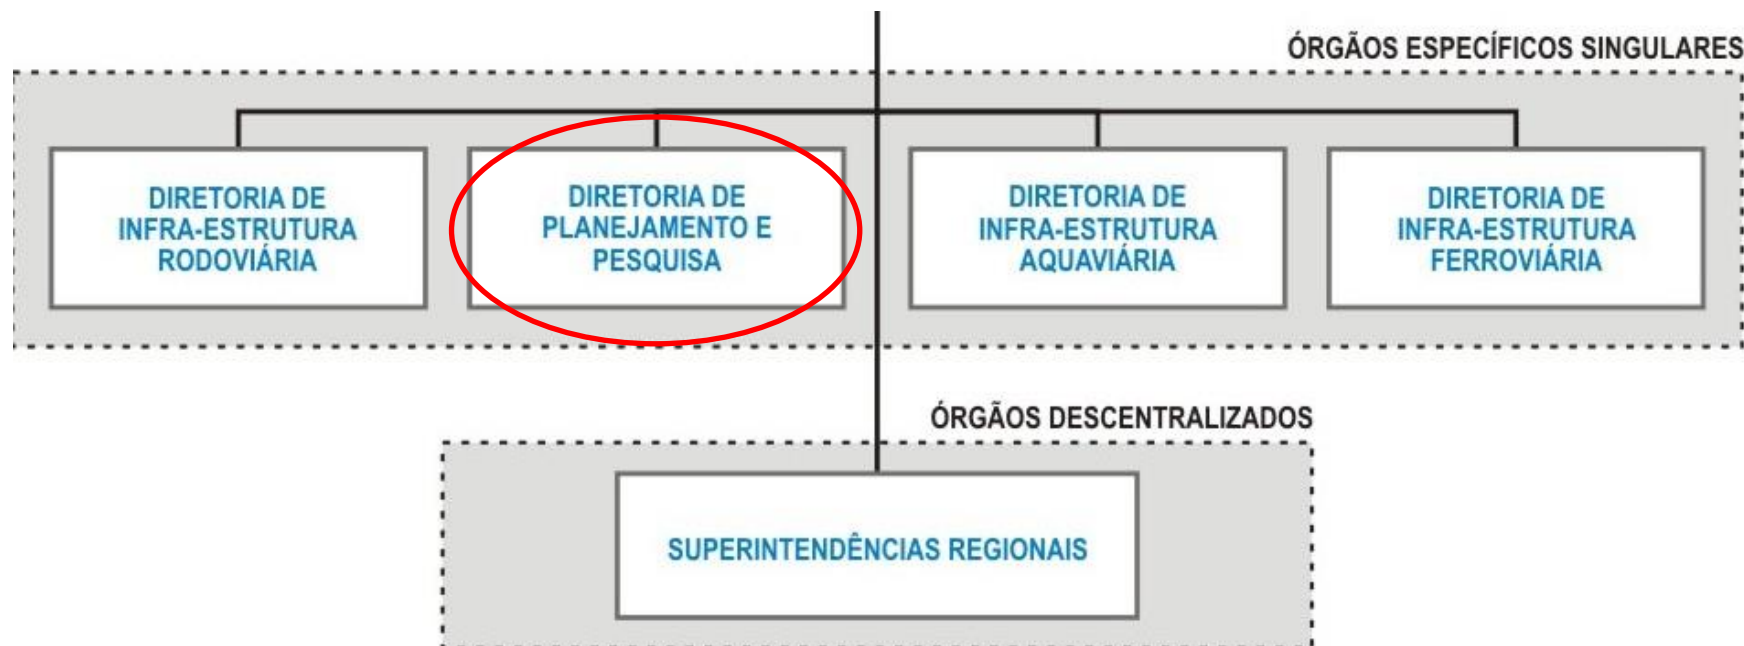 ÓRGÃOS ESPECÍFICOS SINGULARES
DIRETORIA DE
INFRA-ESTRUTURA
RODOVIÁRIA
DIRETORIA DE
PLANEJAMENTO E
PESQUISA
DIRETORIA DE
INFRA-ESTRUTURA
AQUAVIÁRIA
DIRETORIA DE
INFRA-ESTRUTURA
FERROVIÁRIA
ÓRGÃOS DESCENTRALIZADOS
SUPERINTENDÊNCIAS REGIONAIS